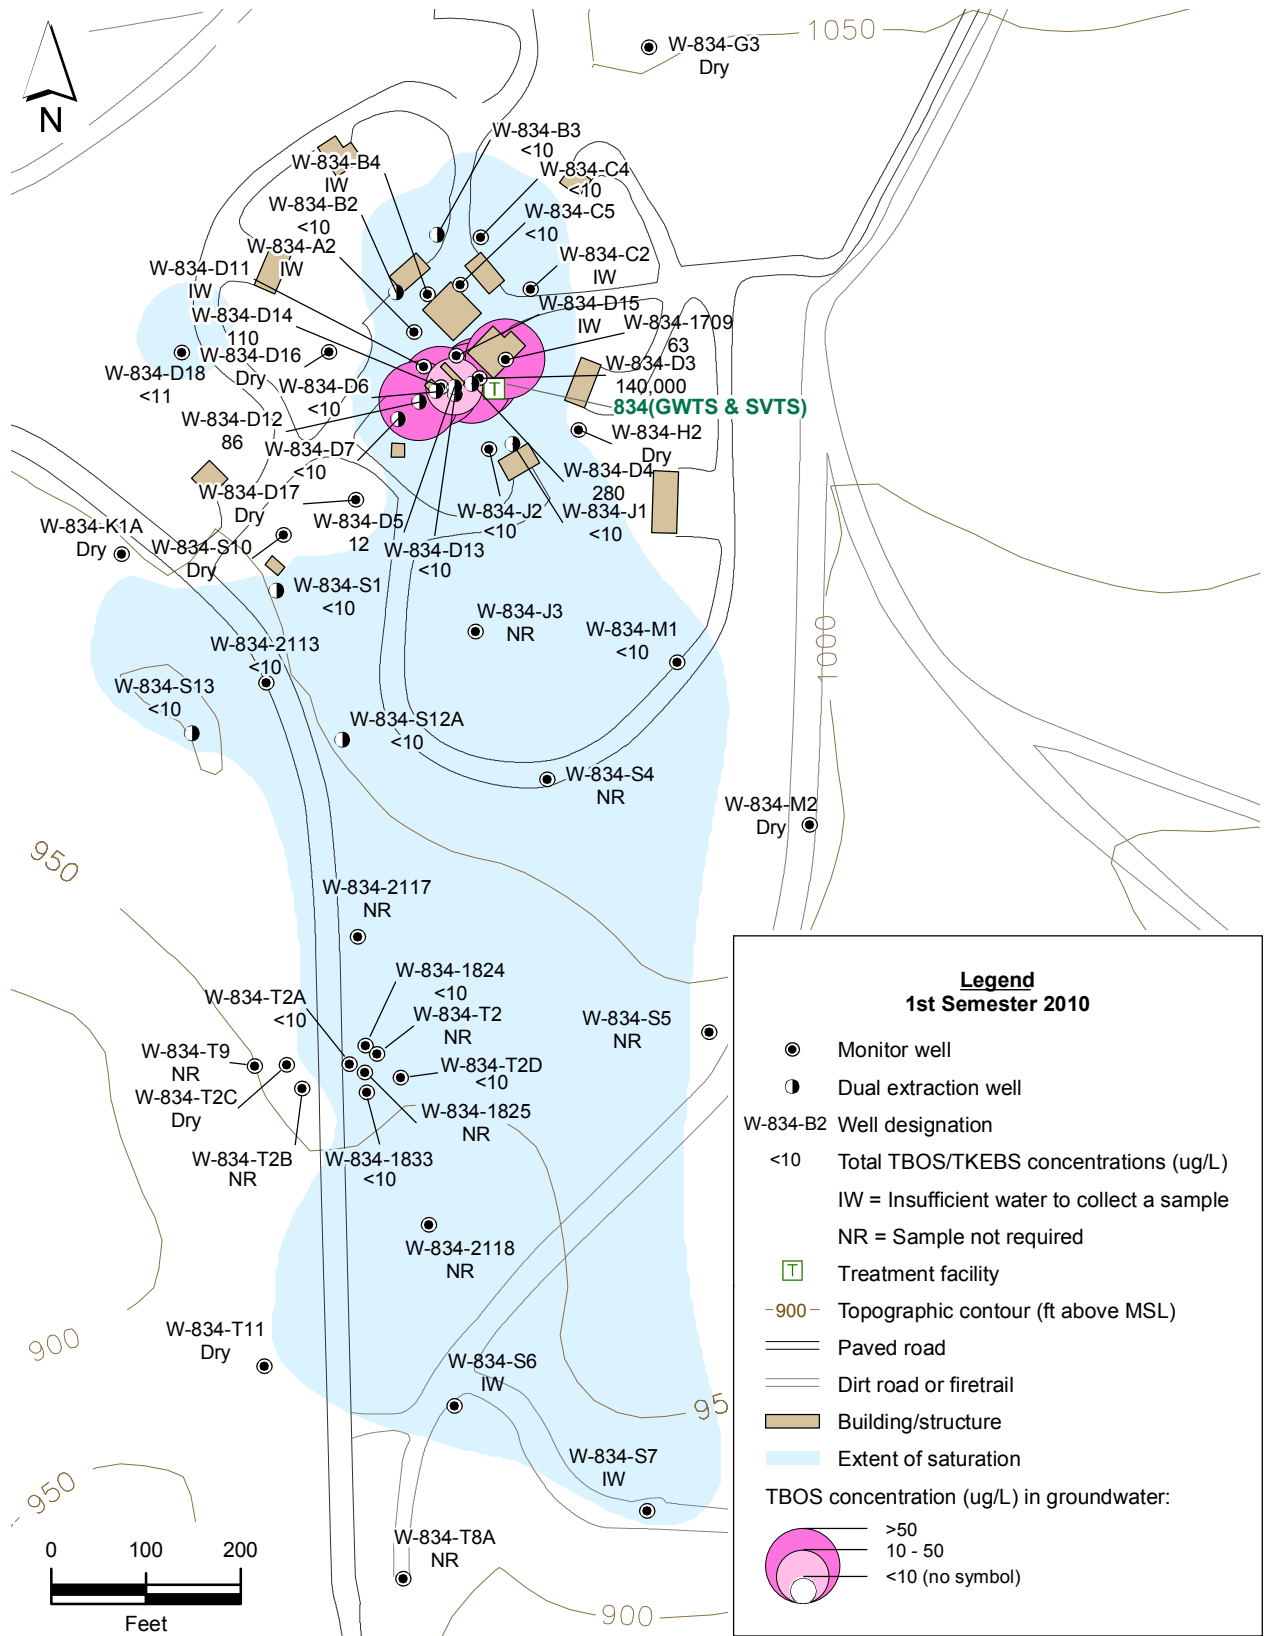 1050
W-834-G3
Dry
N
W-834-B3
<10
W-834-B4
IW
W-834-C4
<10
W-834-B2
<10
W-834-C5
<10
W-834-A2
IW
W-834-C2
IW
W-834-D11
IW
W-834-D15
IW
W-834-D14
110
W-834-1709
63
W-834-D16
Dry
W-834-D18
<11
W-834-D3
140,000
W-834-D6
<10
T
834(GWTS & SVTS)
W-834-D12
86
W-834-H2
Dry
W-834-D7
<10
W-834-D4
280
W-834-D17
Dry
W-834-J2
<10
W-834-J1
<10
W-834-D5
12
W-834-K1A
Dry
W-834-S10
Dry
W-834-D13
<10
W-834-S1
<10
W-834-J3
NR
W-834-M1
<10
1000
W-834-2113
<10
W-834-S13
<10
W-834-S12A
<10
W-834-S4
NR
W-834-M2
Dry
950
W-834-2117
NR
W-834-1824
<10
W-834-T2A
<10
W-834-T2
NR
W-834-S5
NR
W-834-T9
NR
W-834-T2D
<10
W-834-T2C
Dry
W-834-1825
NR
W-834-T2B
NR
W-834-1833
<10
W-834-2118
NR
W-834-T11
Dry
900
W-834-S6
IW
95
W-834-S7
IW
950
W-834-T8A
NR
900
0 100 200
Feet
Legend
1st Semester 2010
Monitor well
Dual extraction well
W-834-B2 Well designation
<10 Total TBOS/TKEBS concentrations (ug/L)
IW = Insufficient water to collect a sample
NR = Sample not required
T Treatment facility
900 Topographic contour (ft above MSL)
Paved road
Dirt road or firetrail
Building/structure
Extent of saturation
TBOS concentration (ug/L) in groundwater:
>50
10 - 50
<10 (no symbol)